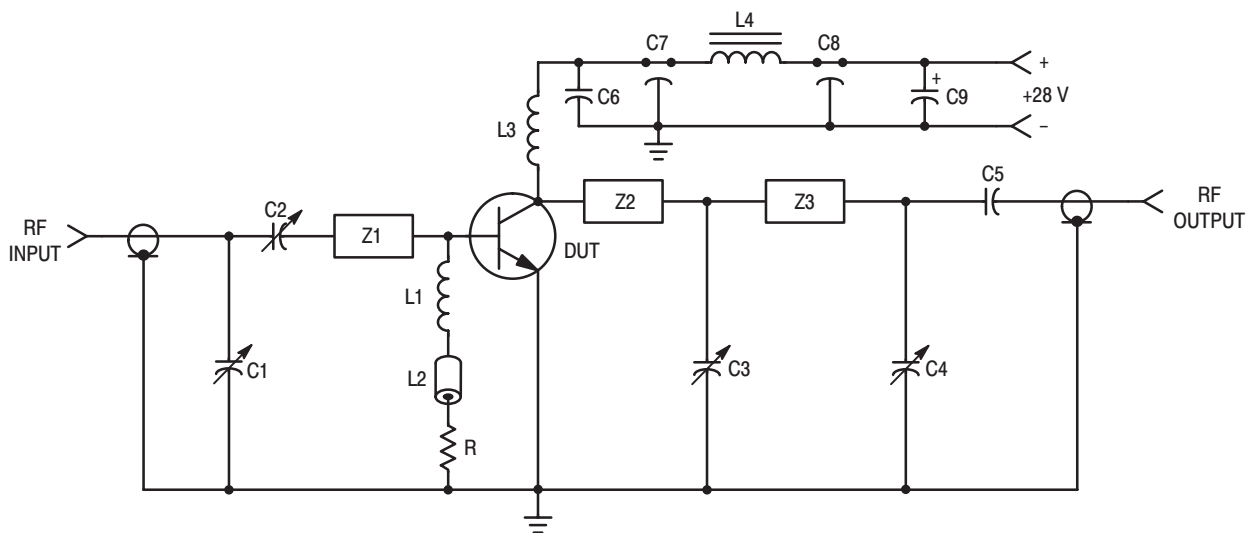 L4
C7
C8
+
+
C6
C9
+28 V
L3
–
C5
C2
Z2
Z3
RF
INPUT
Z1
RF
OUTPUT
DUT
L1
C1
L2
C3
C4
R